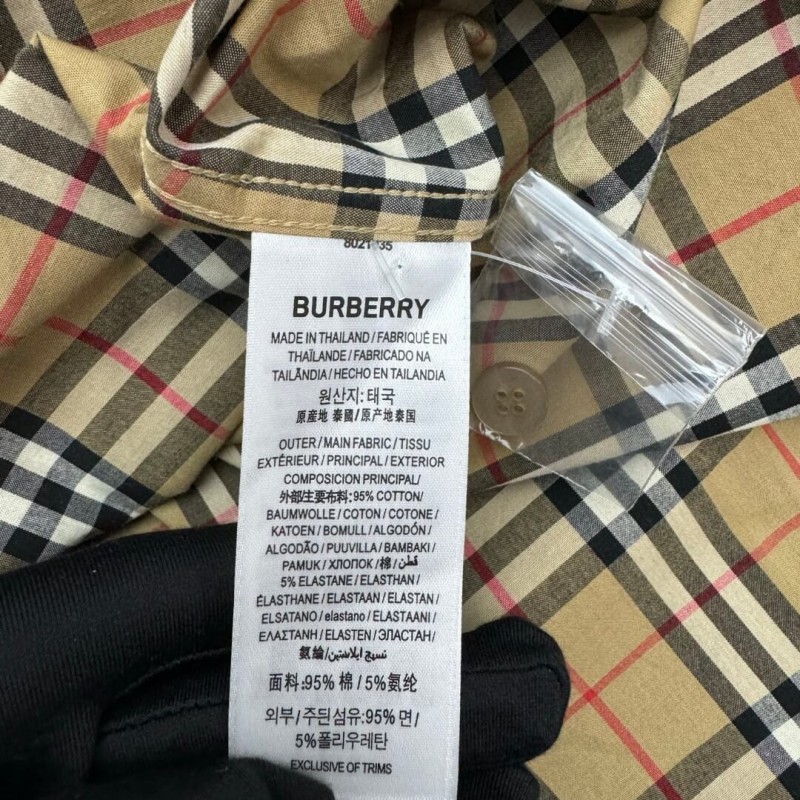 BURBERRY
MADE IN THAILAND / FABRIQUÉ EN
THAÏLANDE / FABRICADO NA
TAILÂNDIA / HECHO EN TAILANDIA
원산지: 태국
原産地 泰國 / 原产地泰国
OUTER / MAIN FABRIC / TISSU
EXTÉRIEUR / PRINCIPAL / EXTERIOR
COMPOSICION PRINCIPAL /
外部/主要布料: 95% COTTON /
BAUMWOLLE / COTON / COTONE /
KATOEN / BOMULL / ALGODÓN /
ALGODÃO / PUUVILLA / BAMBAKI /
PAMUK / ХЛОПОК / 棉 / قطن /
5% ELASTANE / ELASTHAN /
ÉLASTHANE / ELASTAAN / ELASTAN /
ELSATANO / elastano / ELASTAANI /
ΕΛΑΣΤΑΝΗ / ELASTEN / ЭЛАСТАН /
氨綸 / نسيج ابلاستين /
面料:95% 棉 / 5%氨纶
외부 / 주된섬유:95% 면 /
5%폴리우레탄
EXCLUSIVE OF TRIMS